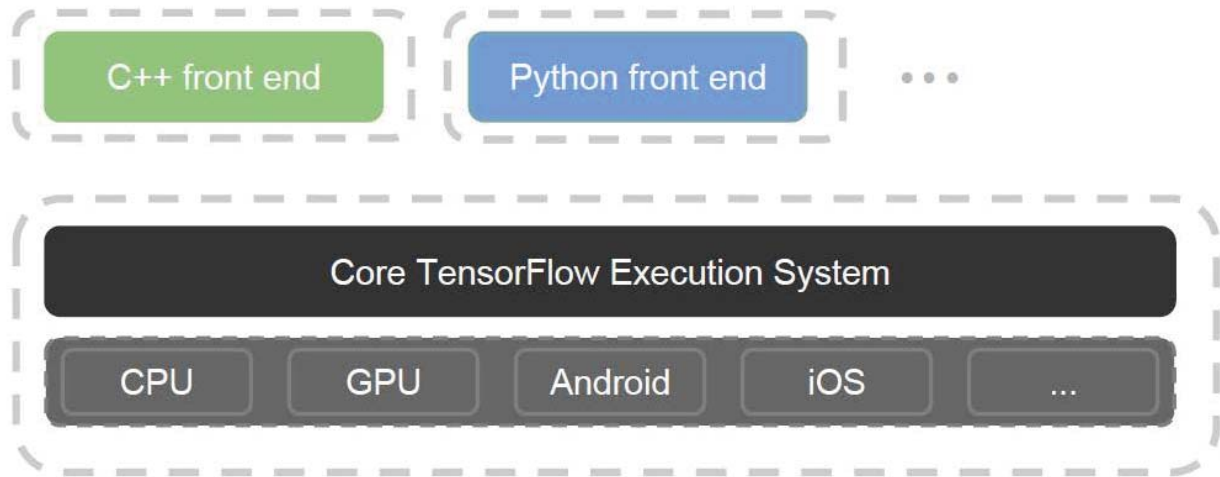 C++ front end
Python front end
...
Core TensorFlow Execution System
CPU
GPU
Android
iOS
...